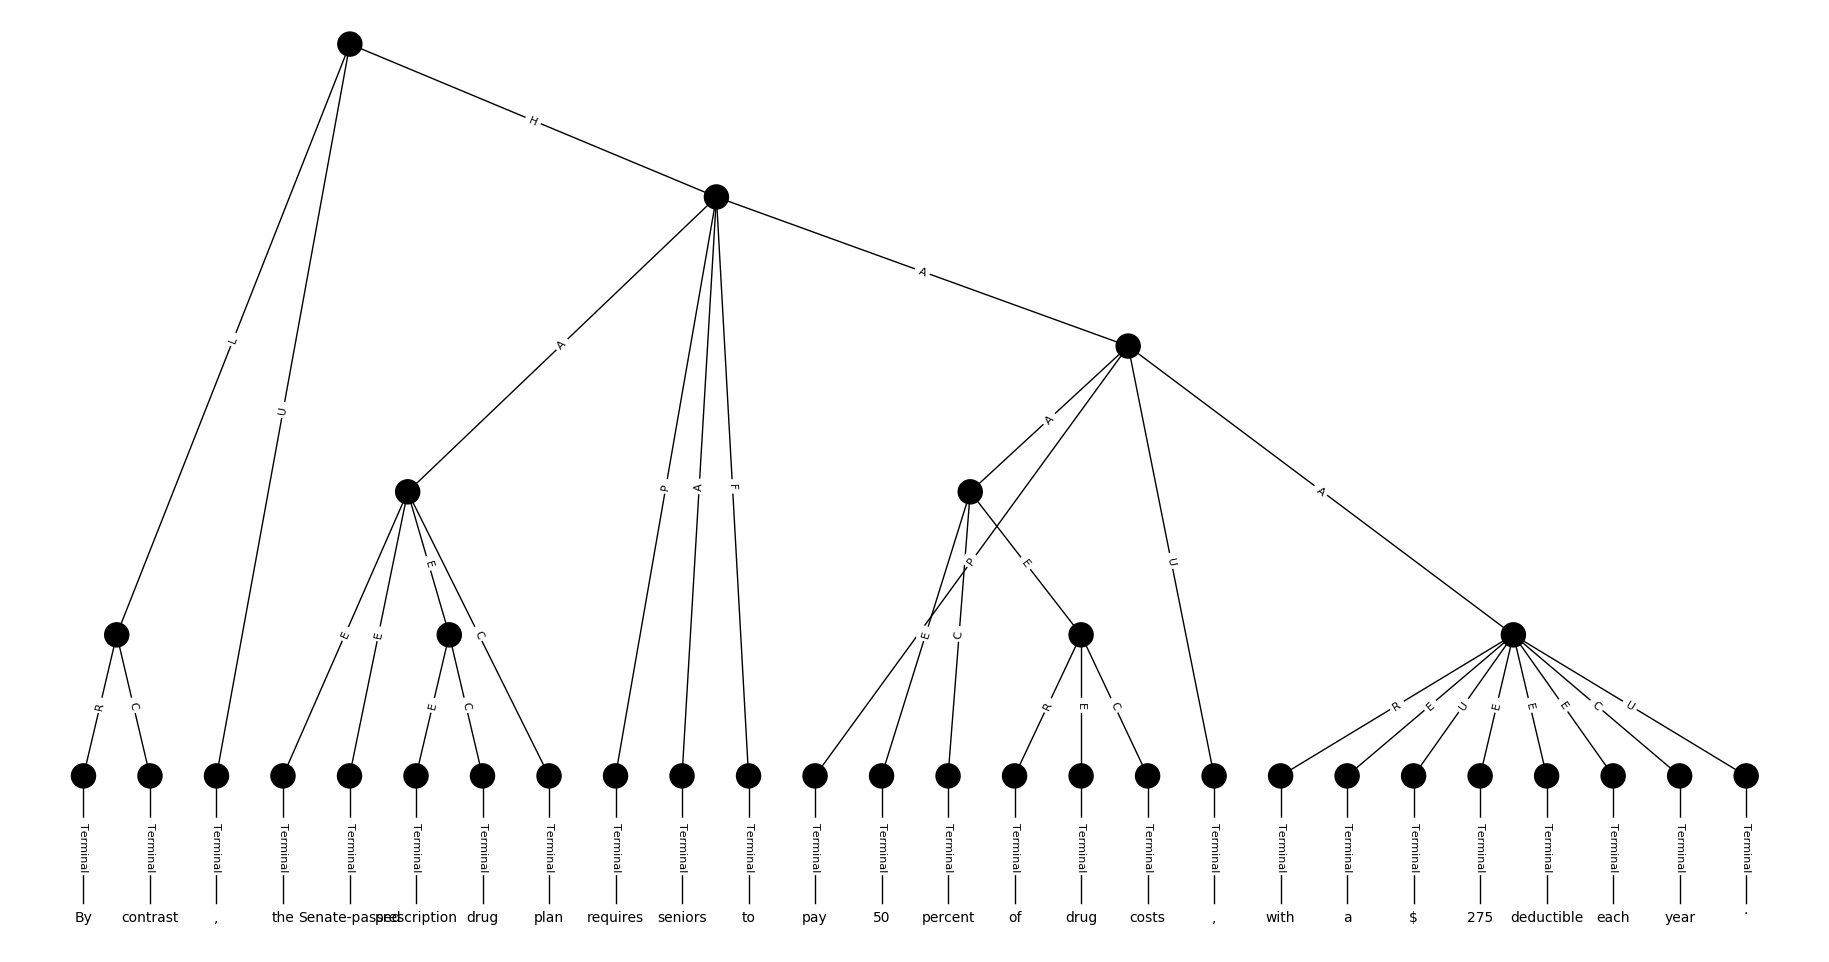 H
A
L
A
U
A
P
A
F
A
E
P
E
U
E
E
C
E
C
R
C
E
C
R
E
C
R
E
U
E
E
E
C
U
Terminal Terminal Terminal Terminal Terminal Terminal Terminal Terminal Terminal Terminal Terminal Terminal Terminal Terminal Terminal Terminal Terminal Terminal Terminal Terminal Terminal Terminal Terminal Terminal Terminal Terminal
By contrast , the Senate-passed prescription drug plan requires seniors to pay 50 percent of drug costs , with a $ 275 deductible each year .